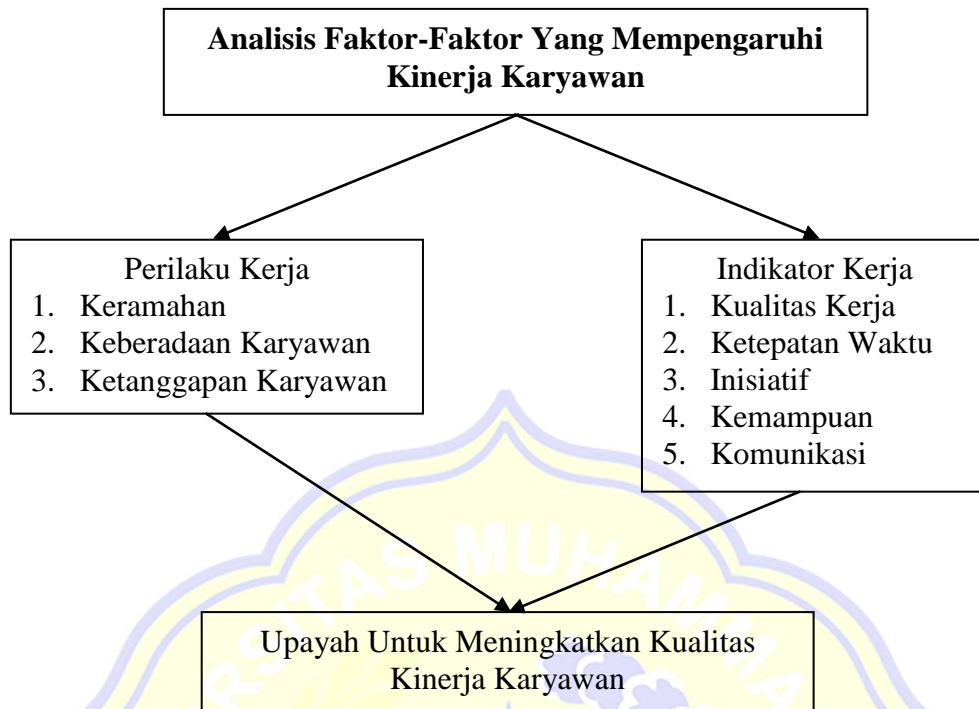 Analisis Faktor-Faktor Yang Mempengaruhi
Kinerja Karyawan
Perilaku Kerja
1. Keramahan
2. Keberadaan Karyawan
3. Ketanggapan Karyawan
Indikator Kerja
1. Kualitas Kerja
2. Ketepatan Waktu
3. Inisiatif
4. Kemampuan
5. Komunikasi
Upayah Untuk Meningkatkan Kualitas
Kinerja Karyawan